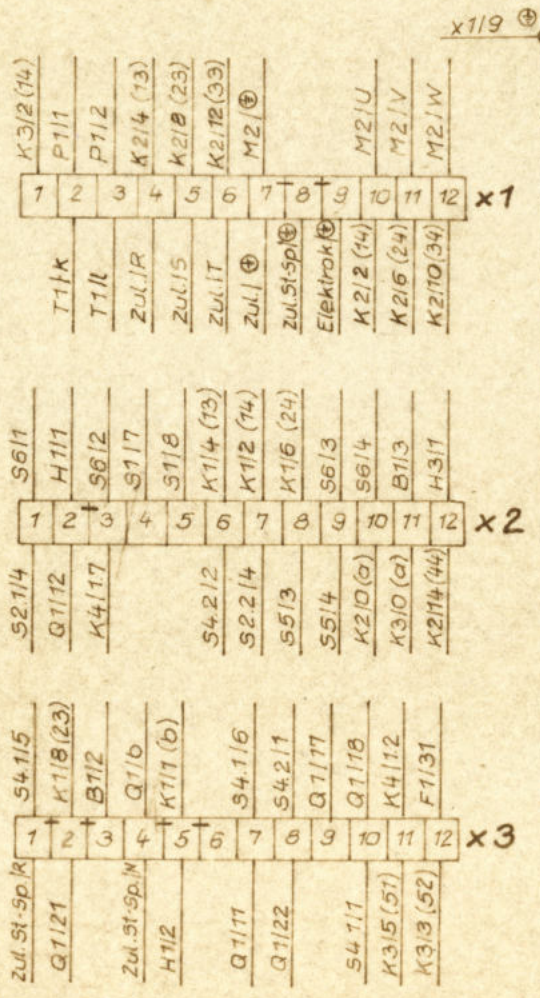 x1/9 ⏚
K3/2 (14) P1/1 P1/2 K2/4 (13) K2/8 (23) K2/12 (33) M2/⏚ M2/U M2/V M2/W
1 2 3 4 5 6 7 8 9 10 11 12 x1
T1/k T1/l Zul./R Zul./S Zul./T Zul./⏚ Zul.St-Sp/⏚ Elektrok/⏚ K2/2 (14) K2/6 (24) K2/10 (34)
S6/1 H1/1 S6/2 S1/7 S1/8 K1/4 (13) K1/2 (14) K1/6 (24) S6/3 S6/4 B1/3 H3/1
1 2 3 4 5 6 7 8 9 10 11 12 x2
S2.1/4 Q1/12 K4/17 S4.2/2 S2.2/4 S5/3 S5/4 K2/0 (a) K3/0 (a) K2/14 (44)
S4.1/5 K1/8 (23) B1/2 Q1/b K1/1 (b) S4.1/6 S4.2/1 Q1/17 Q1/18 K4/1.2 F1/31
1 2 3 4 5 6 7 8 9 10 11 12 x3
Zul.St-Sp/R Q1/21 Zul.St-Sp./N H1/2 Q1/11 Q1/22 S4.1/1 K3/5 (51) K3/3 (52)